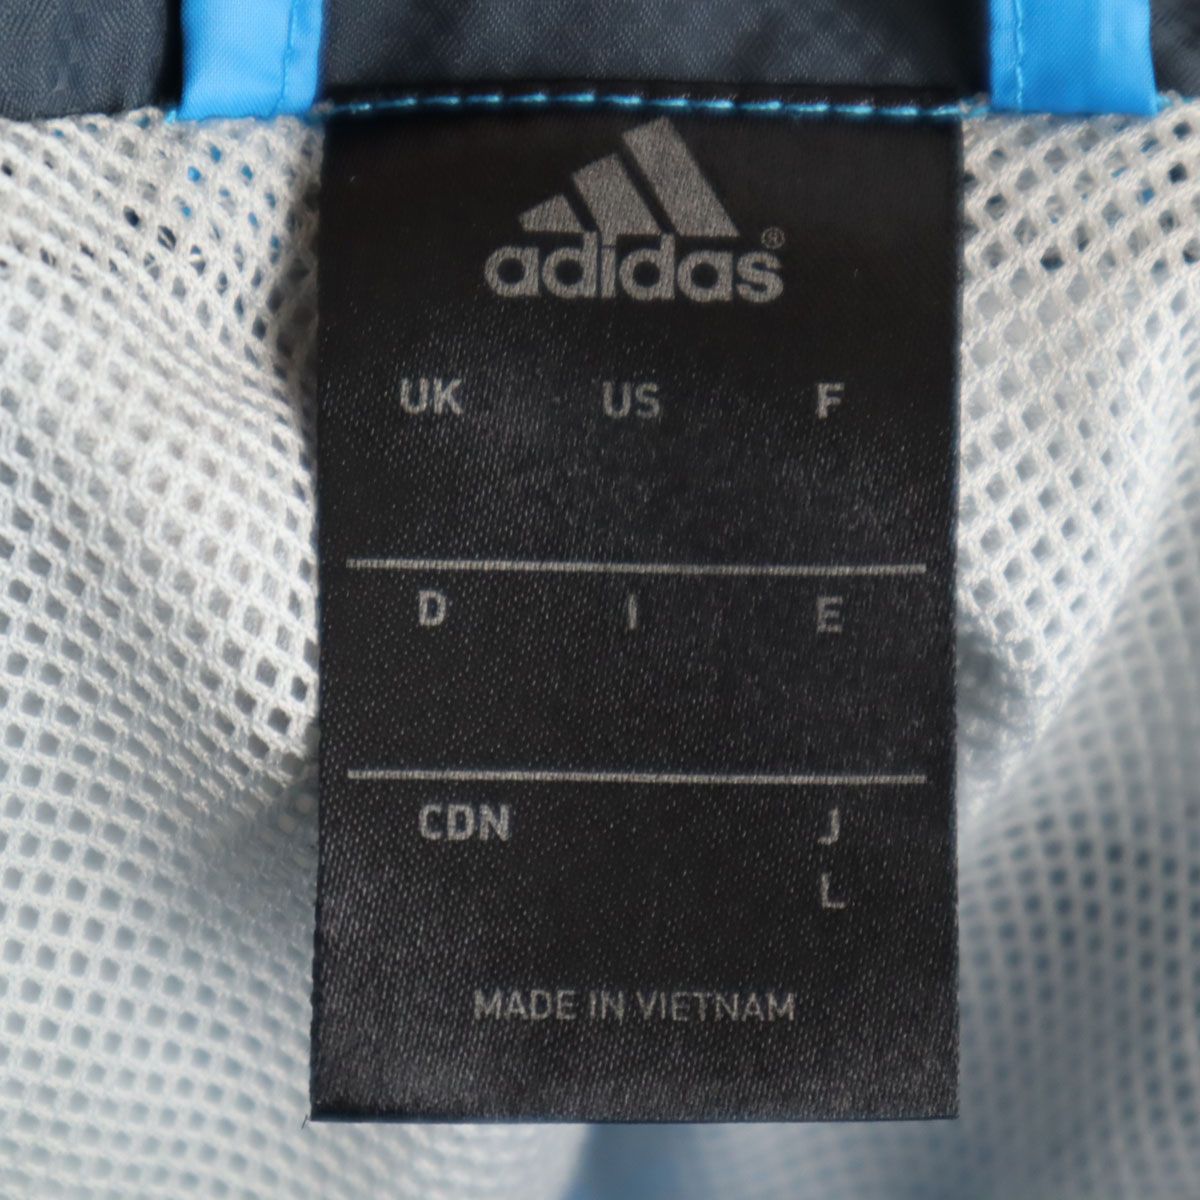 adidas®
UK US F
D I E
CDN J
L
MADE IN VIETNAM